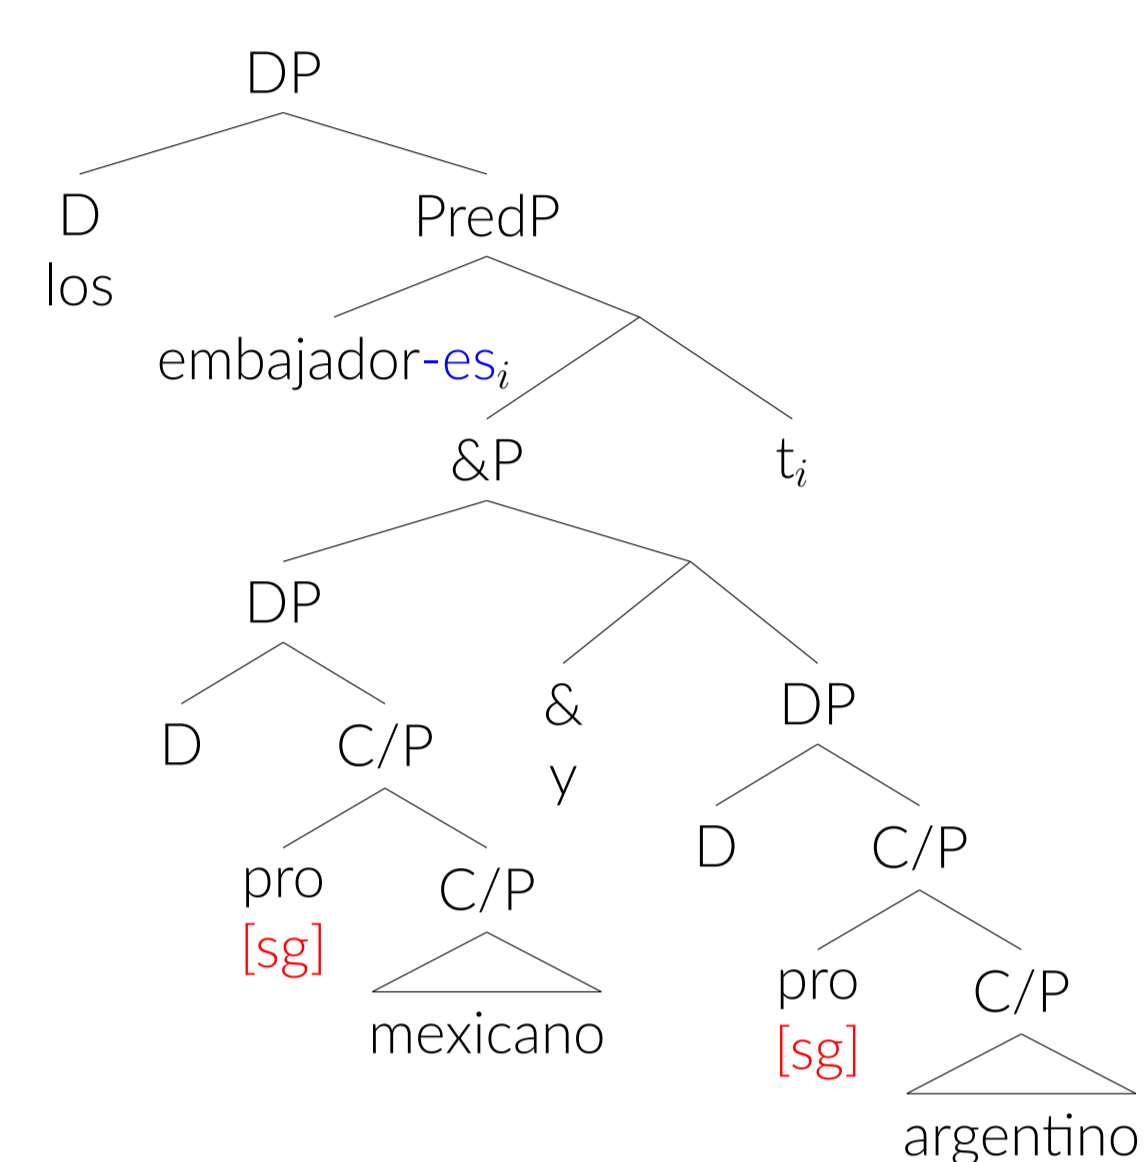 DP
D
PredP
los
embajador-esᵢ
&P
tᵢ
DP
&
DP
D
C/P
y
pro
C/P
D
C/P
[sg]
mexicano
pro
C/P
[sg]
argentino